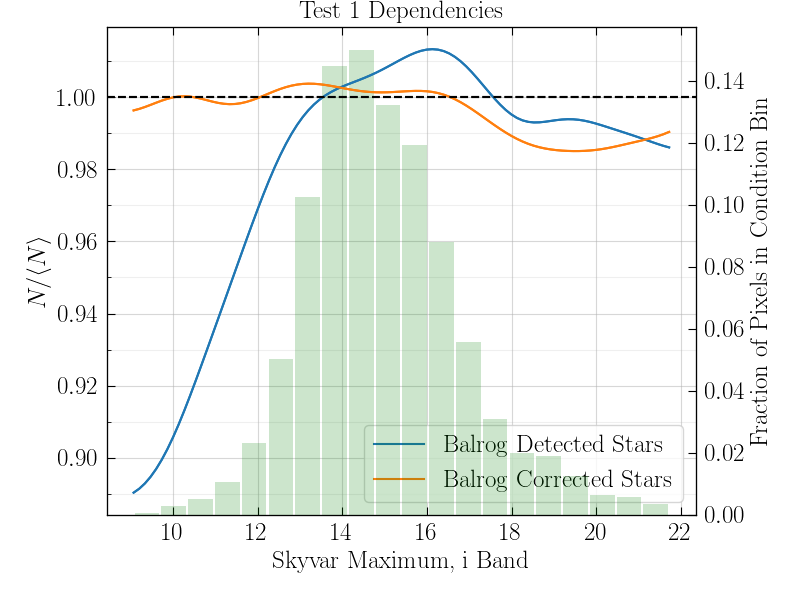 Test 1 Dependencies
N/⟨N⟩
1.00
0.98
0.96
0.94
0.92
0.90
0.14
0.12
0.10
0.08
0.06
0.04
0.02
0.00
Fraction of Pixels in Condition Bin
Balrog Detected Stars
Balrog Corrected Stars
10 12 14 16 18 20 22
Skyvar Maximum, i Band